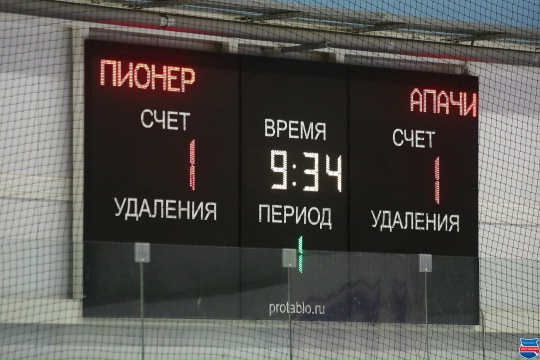 ПИОНЕР
АПАЧИ
СЧЕТ
ВРЕМЯ
СЧЕТ
1
9:34
1
УДАЛЕНИЯ
ПЕРИОД
УДАЛЕНИЯ
1
protablo.ru